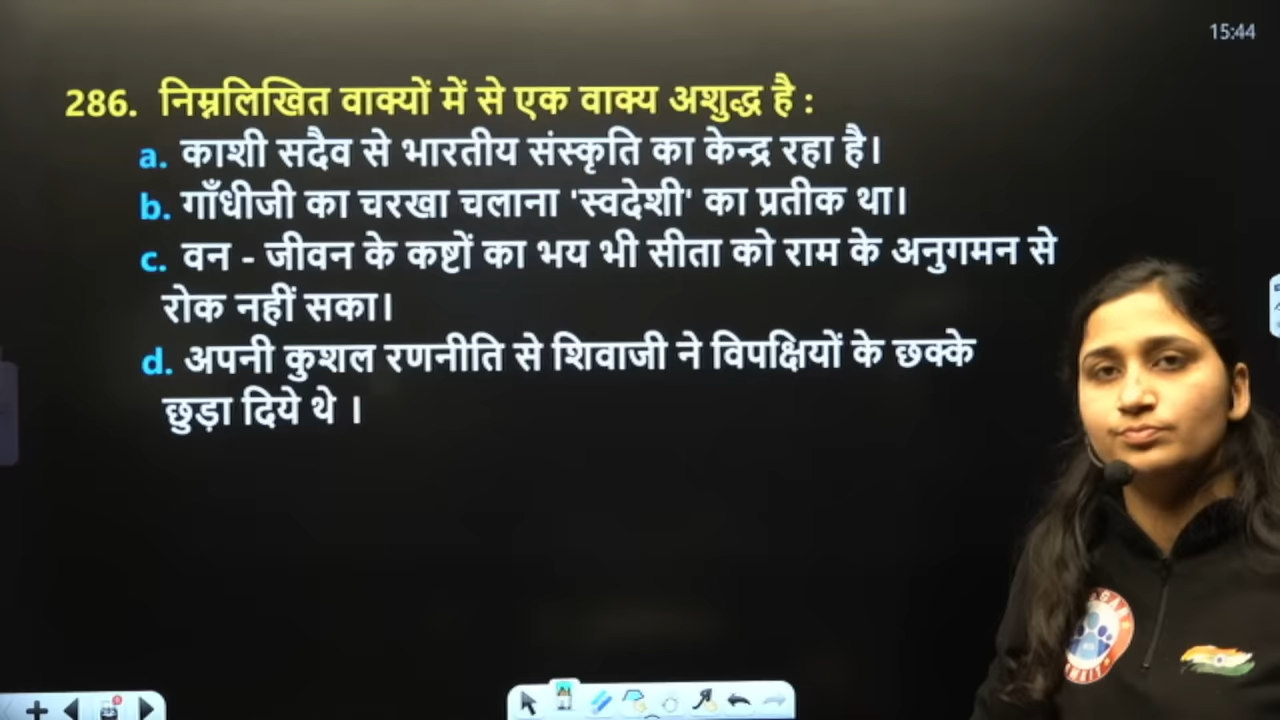 15:44
286. निम्नलिखित वाक्यों में से एक वाक्य अशुद्ध है :
a. काशी सदैव से भारतीय संस्कृति का केन्द्र रहा है।
b. गाँधीजी का चरखा चलाना 'स्वदेशी' का प्रतीक था।
c. वन - जीवन के कष्टों का भय भी सीता को राम के अनुगमन से
रोक नहीं सका।
d. अपनी कुशल रणनीति से शिवाजी ने विपक्षियों के छक्के
छुड़ा दिये थे ।